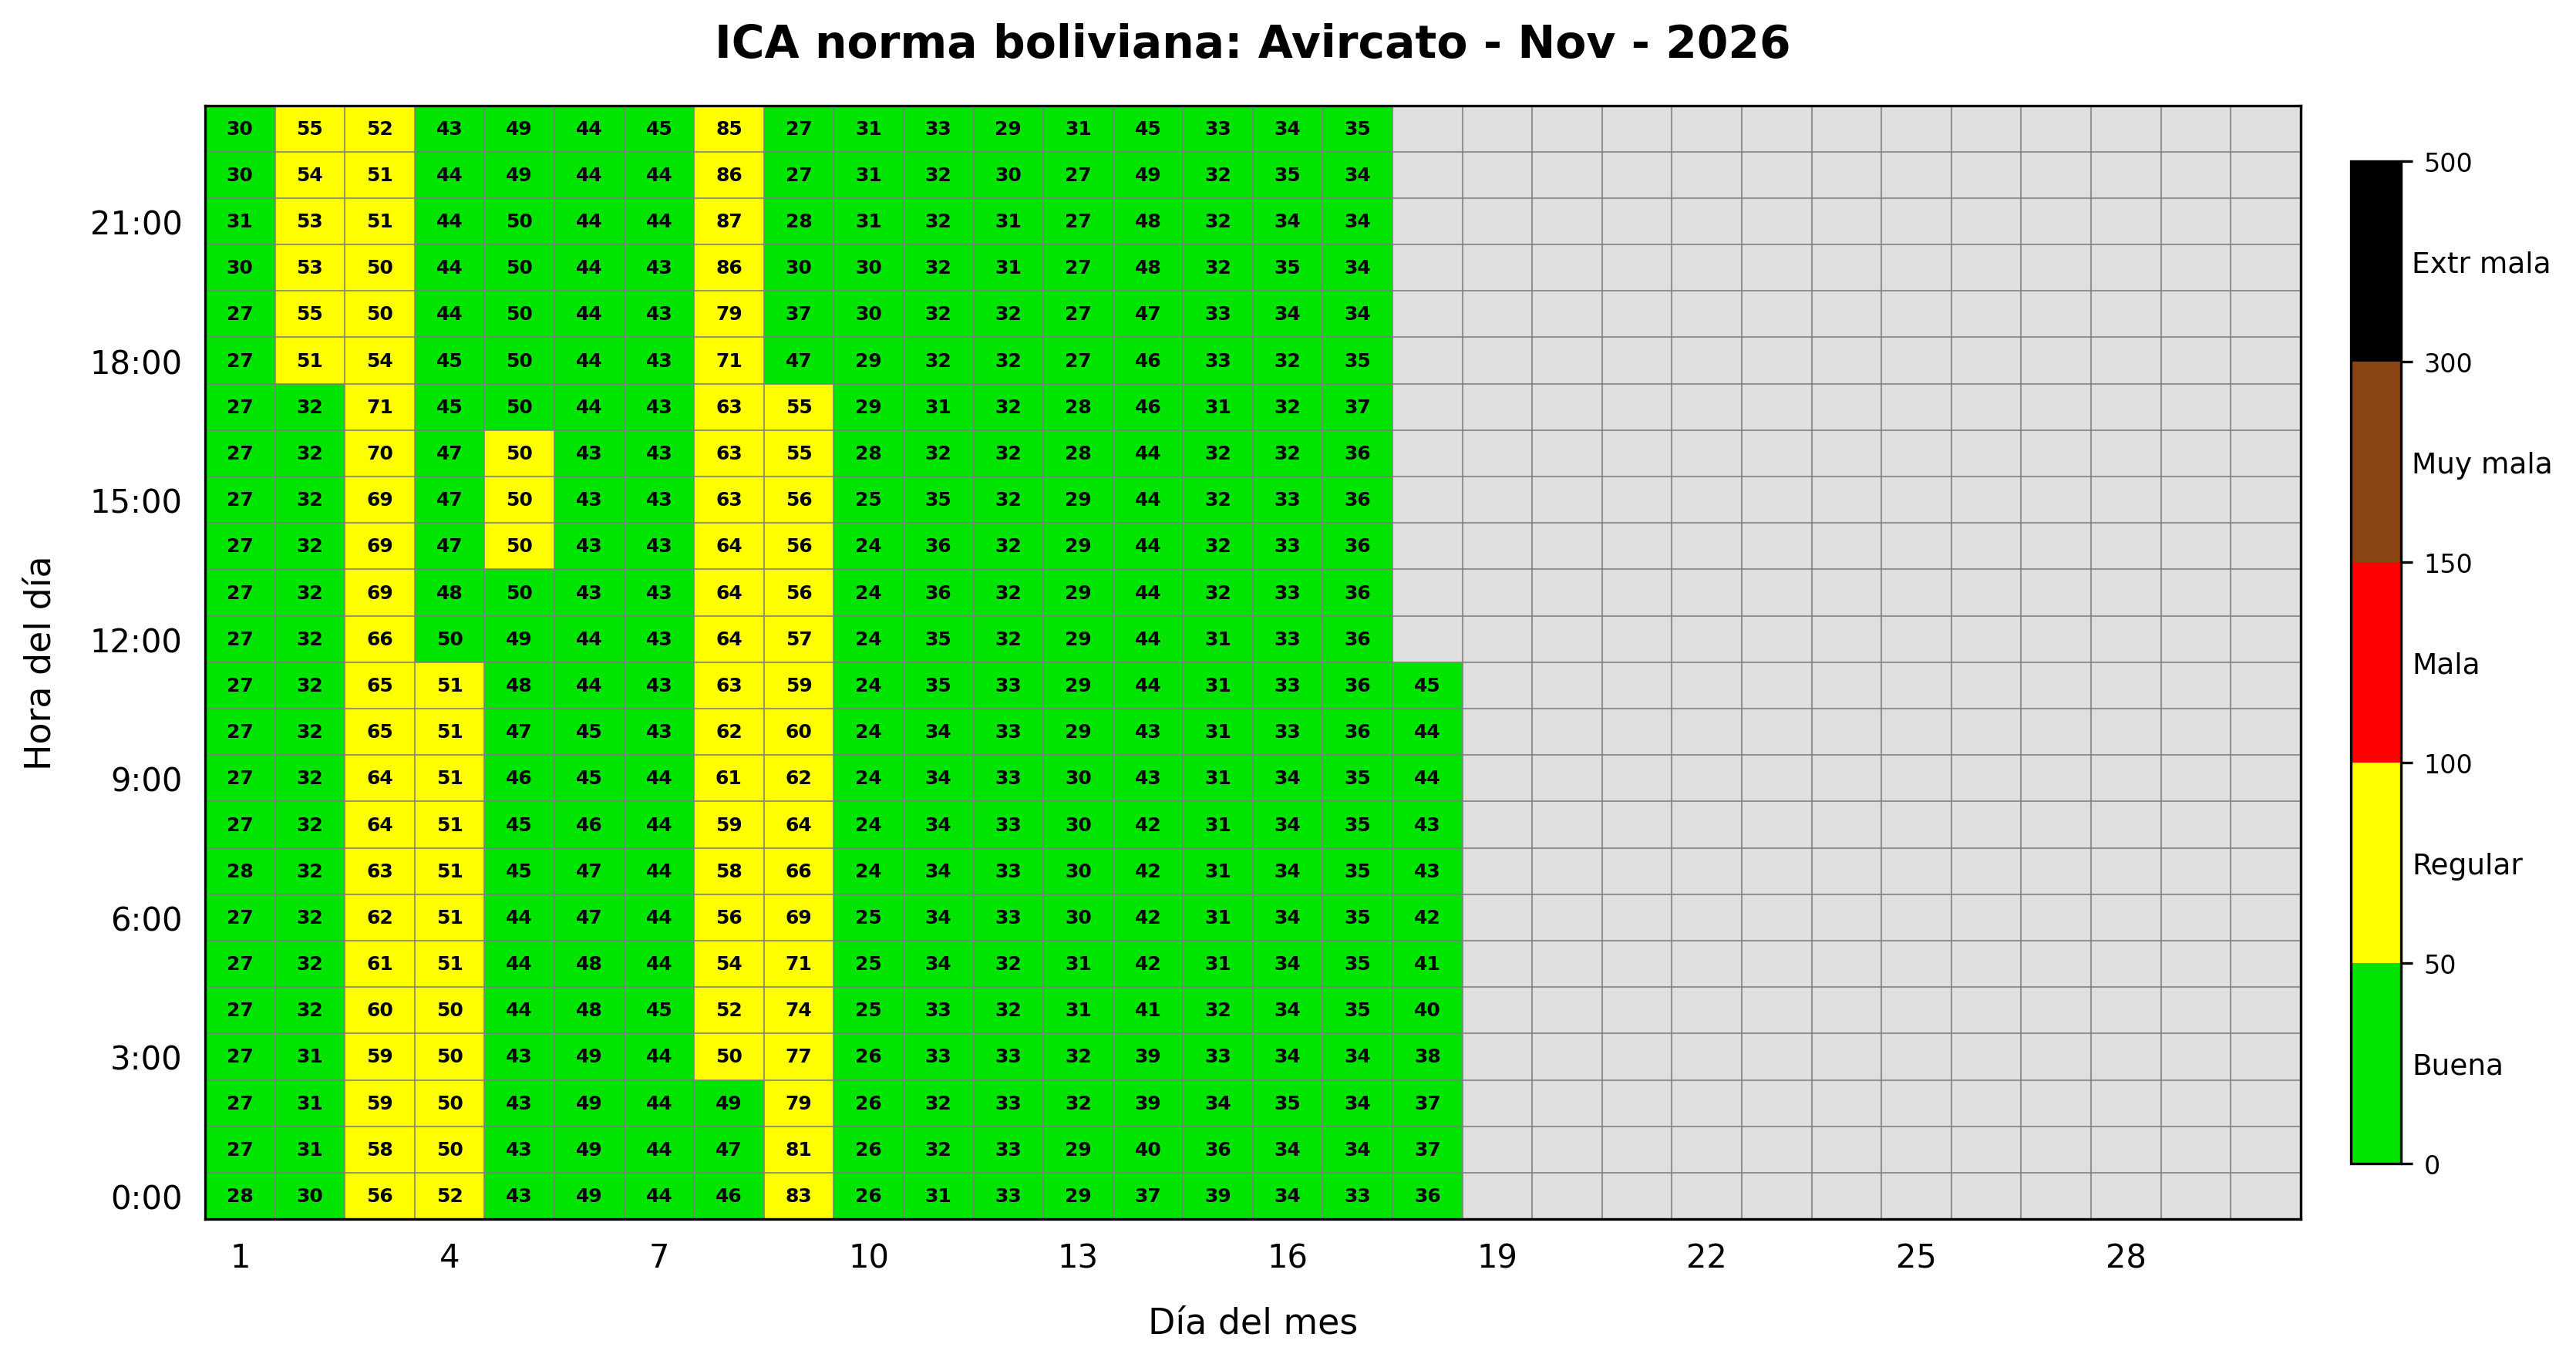 ICA norma boliviana: Avircato - Nov - 2026
30 55 52 43 49 44 45 85 27 31 33 29 31 45 33 34 35
30 54 51 44 49 44 44 86 27 31 32 30 27 49 32 35 34
21:00 31 53 51 44 50 44 44 87 28 31 32 31 27 48 32 34 34
30 53 50 44 50 44 43 86 30 30 32 31 27 48 32 35 34
27 55 50 44 50 44 43 79 37 30 32 32 27 47 33 34 34
18:00 27 51 54 45 50 44 43 71 47 29 32 32 27 46 33 32 35
27 32 71 45 50 44 43 63 55 29 31 32 28 46 31 32 37
27 32 70 47 50 43 43 63 55 28 32 32 28 44 32 32 36
15:00 27 32 69 47 50 43 43 63 56 25 35 32 29 44 32 33 36
27 32 69 47 50 43 43 64 56 24 36 32 29 44 32 33 36
27 32 69 48 50 43 43 64 56 24 36 32 29 44 32 33 36
12:00 27 32 66 50 49 44 43 64 57 24 35 32 29 44 31 33 36
27 32 65 51 48 44 43 63 59 24 35 33 29 44 31 33 36 45
27 32 65 51 47 45 43 62 60 24 34 33 29 43 31 33 36 44
9:00 27 32 64 51 46 45 44 61 62 24 34 33 30 43 31 34 35 44
27 32 64 51 45 46 44 59 64 24 34 33 30 42 31 34 35 43
28 32 63 51 45 47 44 58 66 24 34 33 30 42 31 34 35 43
6:00 27 32 62 51 44 47 44 56 69 25 34 33 30 42 31 34 35 42
27 32 61 51 44 48 44 54 71 25 34 32 31 42 31 34 35 41
27 32 60 50 44 48 45 52 74 25 33 32 31 41 32 34 35 40
3:00 27 31 59 50 43 49 44 50 77 26 33 33 32 39 33 34 34 38
27 31 59 50 43 49 44 49 79 26 32 33 32 39 34 35 34 37
27 31 58 50 43 49 44 47 81 26 32 33 29 40 36 34 34 37
0:00 28 30 56 52 43 49 44 46 83 26 31 33 29 37 39 34 33 36
1 4 7 10 13 16 19 22 25 28
Día del mes
Hora del día
500
Extr mala
300
Muy mala
150
Mala
100
Regular
50
Buena
0